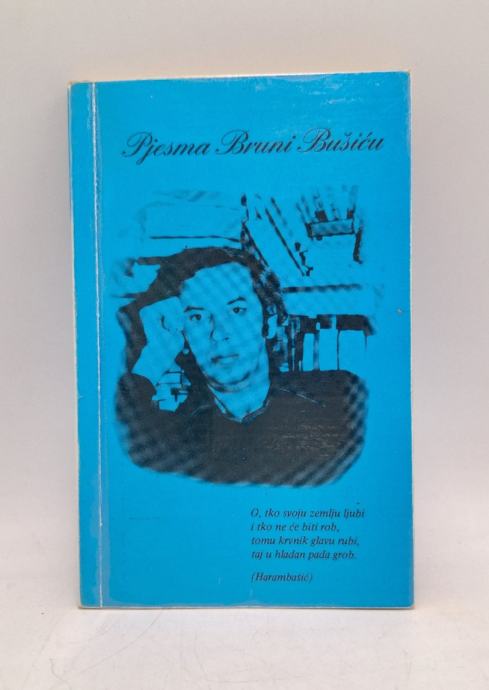 Pjesma Bruni Bušiću
O, tko svoju zemlju ljubi
i tko ne će biti rob,
tomu krvnik glavu rubi,
taj u hladan pada grob.
(Harambašić)